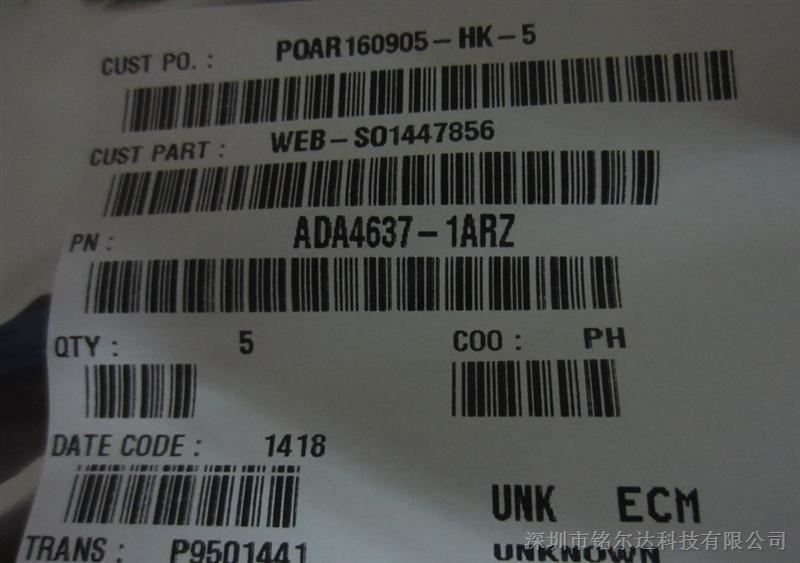 CUST PO. : POAR160905-HK-5
CUST PART : WEB-SO1447856
PN : ADA4637-1ARZ
QTY : 5 COO : PH
DATE CODE : 1418
UNK ECM
TRANS : P9501441 UNKNOWN
深圳市铭尔达科技有限公司